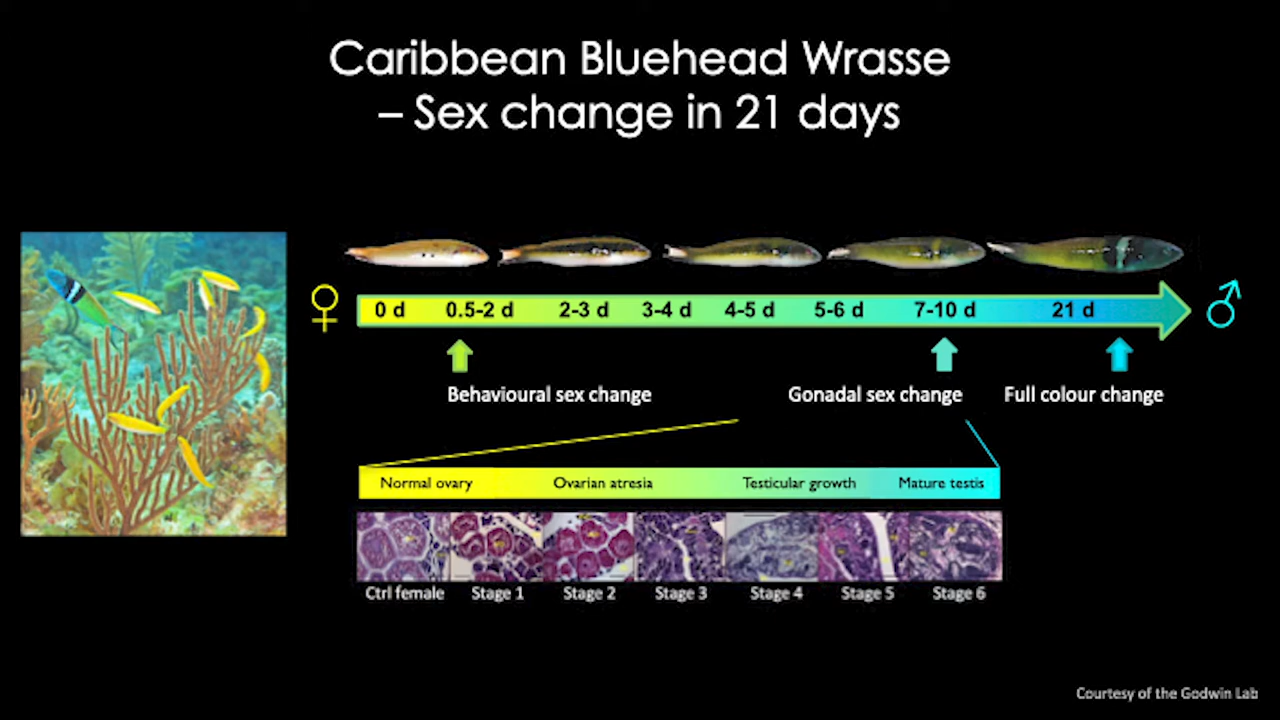 Caribbean Bluehead Wrasse
– Sex change in 21 days
♀ 0 d 0.5-2 d 2-3 d 3-4 d 4-5 d 5-6 d 7-10 d 21 d ♂
Behavioural sex change Gonadal sex change Full colour change
Normal ovary Ovarian atresia Testicular growth Mature testis
Ctrl female Stage 1 Stage 2 Stage 3 Stage 4 Stage 5 Stage 6
Courtesy of the Godwin Lab